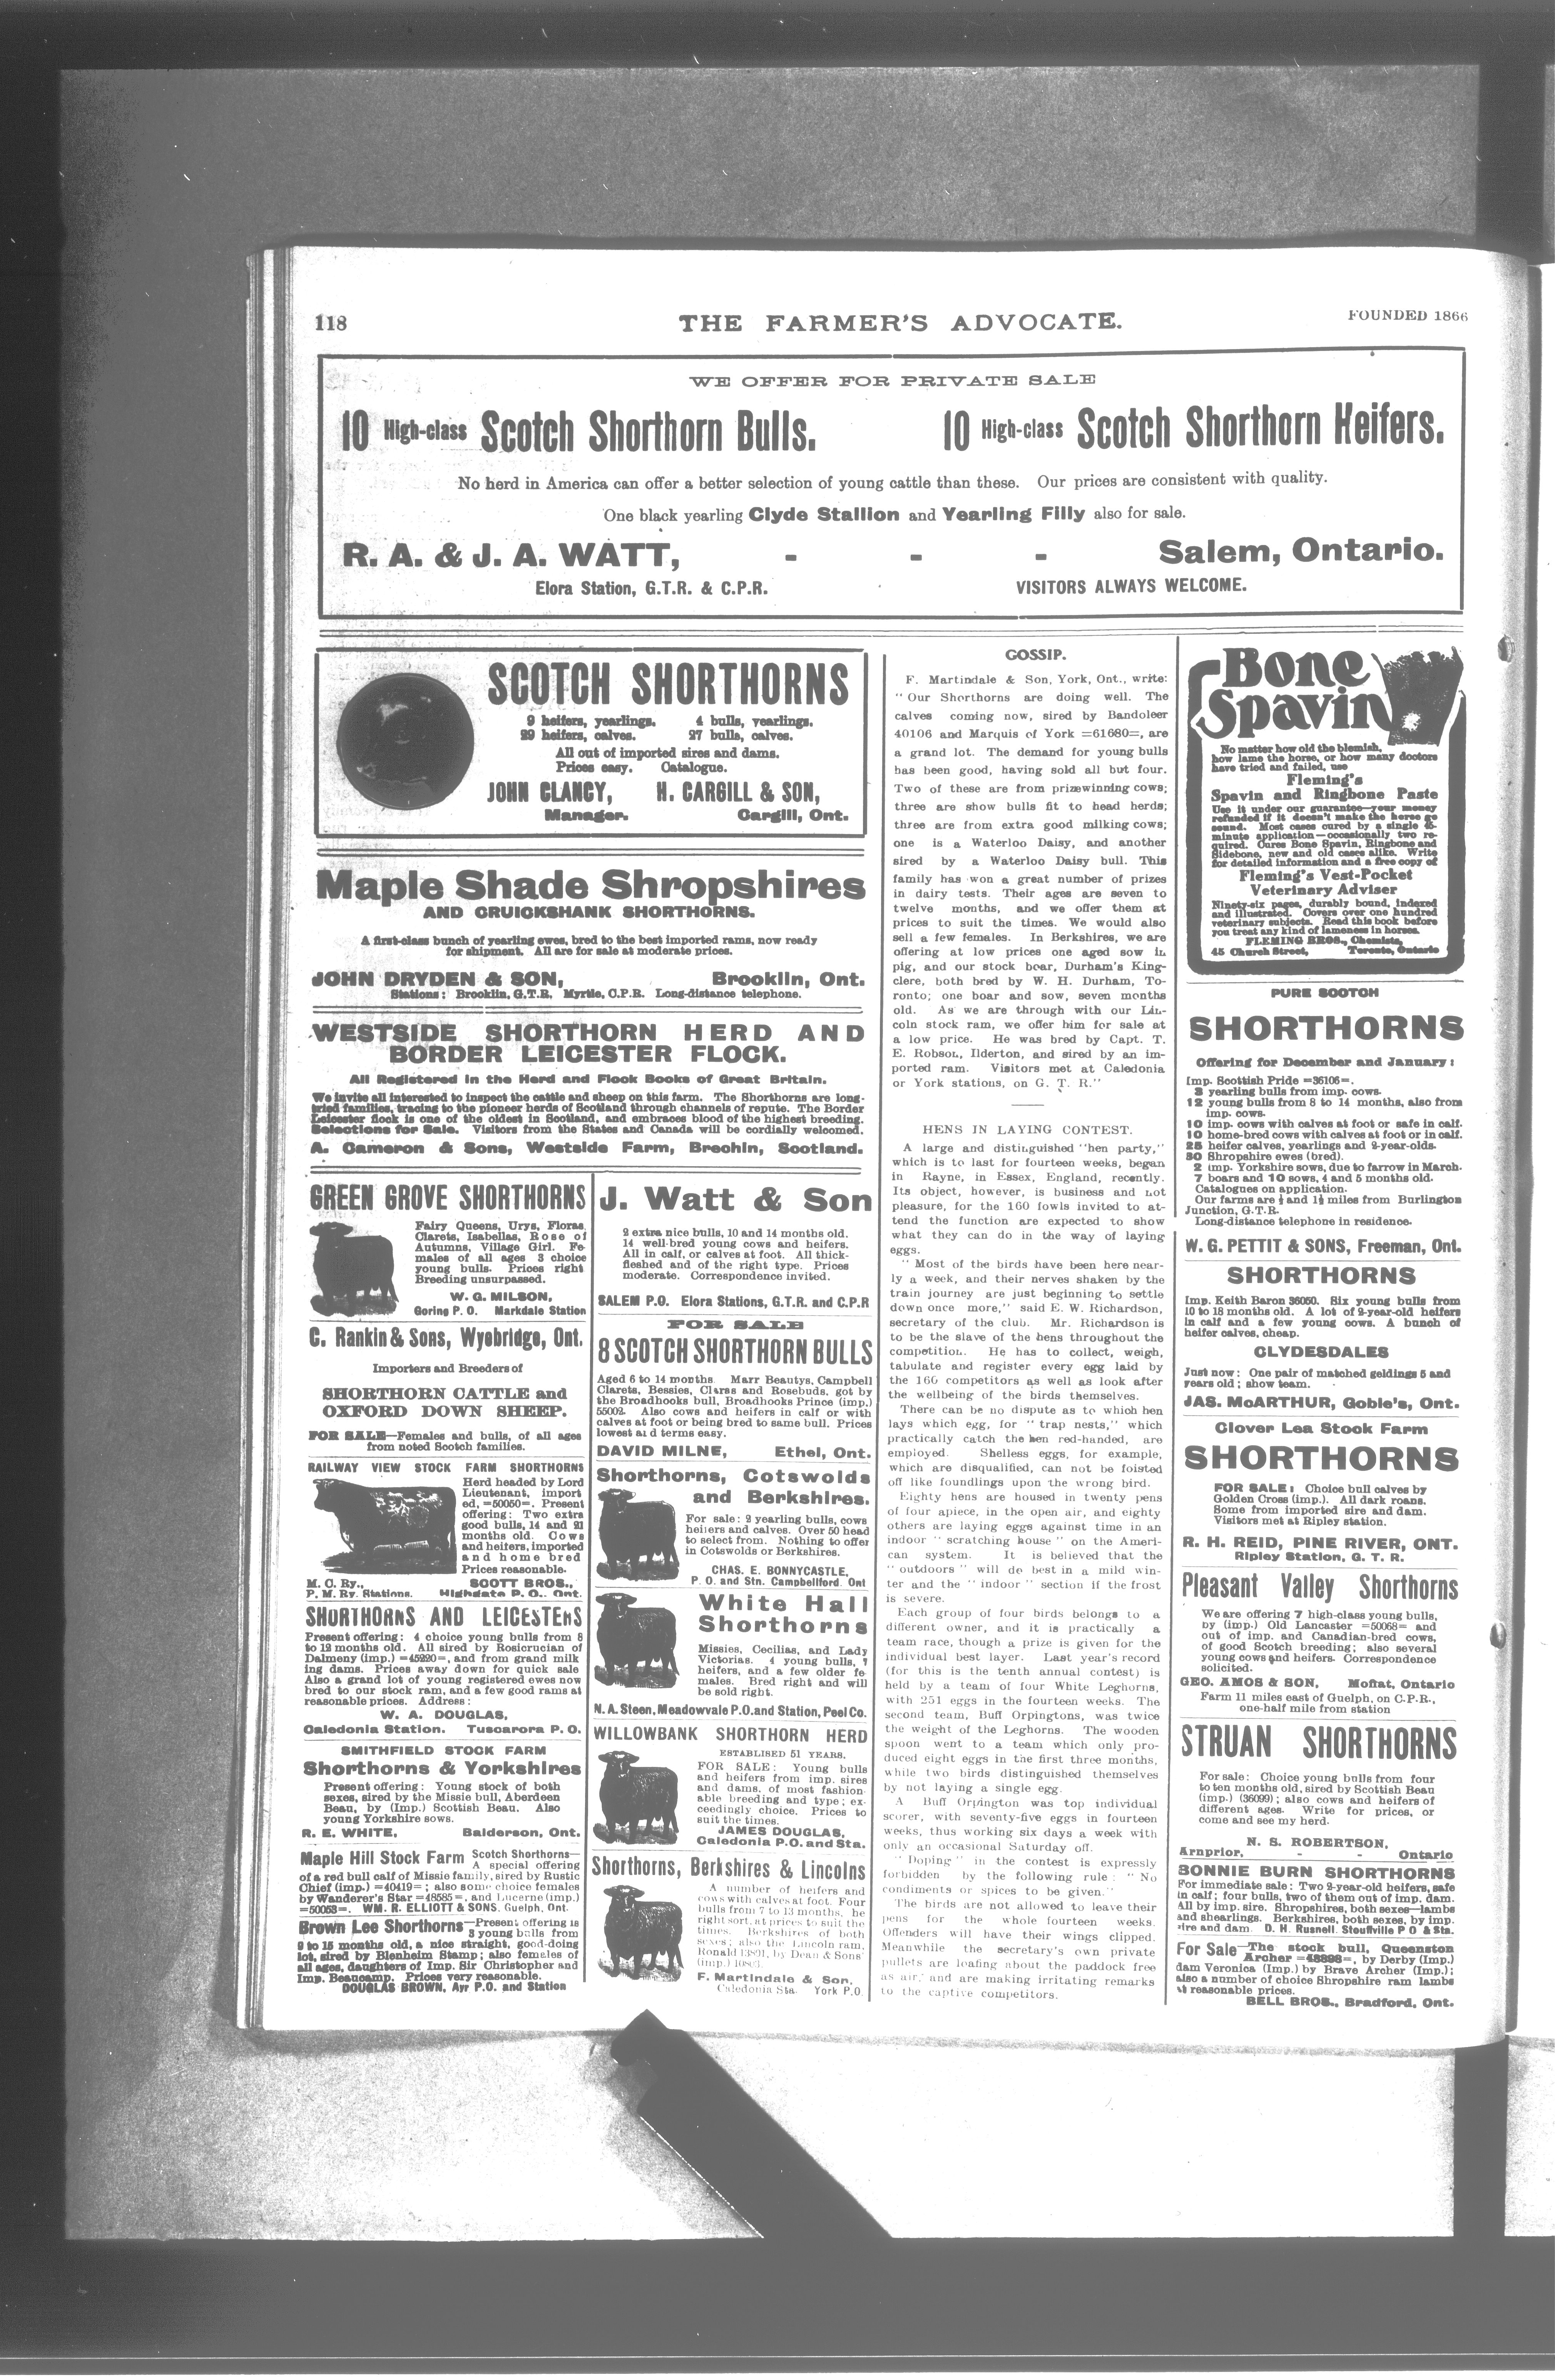 118
THE FARMER'S ADVOCATE.
FOUNDED 1866
WE OFFER FOR PRIVATE SALE
10 High-class Scotch Shorthorn Bulls.
10 High-class Scotch Shorthorn Heifers.
No herd in America can offer a better selection of young cattle than these. Our prices are consistent with quality.
One black yearling Clyde Stallion and Yearling Filly also for sale.
R. A. & J. A. WATT, - - - Salem, Ontario.
Elora Station, G.T.R. & C.P.R.
VISITORS ALWAYS WELCOME.
SCOTCH SHORTHORNS
9 heifers, yearlings. 4 bulls, yearlings.
29 heifers, calves. 27 bulls, calves.
All out of imported sires and dams.
Prices easy. Catalogue.
JOHN CLANCY, H. CARGILL & SON,
Manager. Cargill, Ont.
Maple Shade Shropshires
AND CRUICKSHANK SHORTHORNS.
A first-class bunch of yearling ewes, bred to the best imported rams, now ready
for shipment. All are for sale at moderate prices.
JOHN DRYDEN & SON, Brooklin, Ont.
Stations: Brooklin, G.T.R. Myrtle, C.P.R. Long-distance telephone.
WESTSIDE SHORTHORN HERD AND
BORDER LEICESTER FLOCK.
All Registered in the Herd and Flock Books of Great Britain.
We invite all interested to inspect the cattle and sheep on this farm. The Shorthorns are long-
tried families, tracing to the pioneer herds of Scotland through channels of repute. The Border
Leicester flock is one of the oldest in Scotland, and embraces blood of the highest breeding.
Selections for Sale. Visitors from the States and Canada will be cordially welcomed.
A. Cameron & Sons, Westside Farm, Brechin, Scotland.
GREEN GROVE SHORTHORNS
Fairy Queens, Urys, Floras
Clarets, Isabellas, Rose of
Autumns, Village Girl. Fe-
males of all ages 3 choice
young bulls. Prices right
Breeding unsurpassed.
W. G. MILSON,
Goring P. O. Markdale Station
C. Rankin & Sons, Wyebridge, Ont.
Importers and Breeders of
SHORTHORN CATTLE and
OXFORD DOWN SHEEP.
FOR SALE—Females and bulls, of all ages
from noted Scotch families.
RAILWAY VIEW STOCK FARM SHORTHORNS
Herd headed by Lord
Lieutenant, import
ed, =50050=. Present
offering: Two extra
good bulls, 14 and 21
months old. Cows
and heifers, imported
and home bred
Prices reasonable.
M. C. Ry., SCOTT BROS.,
P. M. Ry. Stations. Highgate P. O., Ont.
SHORTHORNS AND LEICESTERS
Present offering: 4 choice young bulls from 8
to 12 months old. All sired by Rosicrucian of
Dalmeny (imp.) =45220=, and from grand milk
ing dams. Prices away down for quick sale
Also a grand lot of young registered ewes now
bred to our stock ram, and a few good rams at
reasonable prices. Address:
W. A. DOUGLAS,
Caledonia Station. Tuscarora P. O.
SMITHFIELD STOCK FARM
Shorthorns & Yorkshires
Present offering: Young stock of both
sexes, sired by the Missie bull, Aberdeen
Beau, by (Imp.) Scottish Beau. Also
young Yorkshire sows.
R. E. WHITE, Balderson, Ont.
Maple Hill Stock Farm Scotch Shorthorns—
A special offering
of a red bull calf of Missie family, sired by Rustic
Chief (imp.) =40419=; also some choice females
by Wanderer's Star =48585=, and Lucerne (imp.)
=50053=. WM. R. ELLIOTT & SONS, Guelph, Ont.
Brown Lee Shorthorns—Present offering is
3 young bulls from
9 to 15 months old, a nice straight, good-doing
lot, sired by Blenheim Stamp; also females of
all ages, daughters of Imp. Sir Christopher and
Imp. Beaucamp. Prices very reasonable.
DOUGLAS BROWN, Ayr P.O. and Station
J. Watt & Son
2 extra nice bulls, 10 and 14 months old.
14 well-bred young cows and heifers.
All in calf, or calves at foot. All thick-
fleshed and of the right type. Prices
moderate. Correspondence invited.
SALEM P.O. Elora Stations, G.T.R. and C.P.R
FOR SALE
8 SCOTCH SHORTHORN BULLS
Aged 6 to 14 months Marr Beautys, Campbell
Clarets, Bessies, Claras and Rosebuds, got by
the Broadhooks bull, Broadhooks Prince (imp.)
55002. Also cows and heifers in calf or with
calves at foot or being bred to same bull. Prices
lowest and terms easy.
DAVID MILNE, Ethel, Ont.
Shorthorns, Cotswolds
and Berkshires.
For sale: 2 yearling bulls, cows
heifers and calves. Over 50 head
to select from. Nothing to offer
in Cotswolds or Berkshires.
CHAS. E. BONNYCASTLE,
P. O. and Stn. Campbellford, Ont
White Hall
Shorthorns
Missies, Cecilias, and Lady
Victorias. 4 young bulls, 7
heifers, and a few older fe
males. Bred right and will
be sold right.
N. A. Steen, Meadowvale P.O. and Station, Peel Co.
WILLOWBANK SHORTHORN HERD
ESTABLISED 51 YEARS.
FOR SALE: Young bulls
and heifers from imp. sires
and dams. of most fashion
able breeding and type; ex-
ceedingly choice. Prices to
suit the times.
JAMES DOUGLAS,
Caledonia P.O. and Sta.
Shorthorns, Berkshires & Lincolns
A number of heifers and
cows with calves at foot. Four
bulls from 7 to 13 months, he
right sort, at prices to suit the
times. Berkshires of both
sexes; also the Lincoln ram,
Ronald 13891, by Dean & Sons'
(imp.)
F. Martindale & Son,
Caledonia Sta. York P.O.
GOSSIP.
F. Martindale & Son, York, Ont., write:
"Our Shorthorns are doing well. The
calves coming now, sired by Bandoleer
40106 and Marquis of York =61680=, are
a grand lot. The demand for young bulls
has been good, having sold all but four.
Two of these are from prizewinning cows;
three are show bulls fit to head herds;
three are from extra good milking cows;
one is a Waterloo Daisy, and another
sired by a Waterloo Daisy bull. This
family has won a great number of prizes
in dairy tests. Their ages are seven to
twelve months, and we offer them at
prices to suit the times. We would also
sell a few females. In Berkshires, we are
offering at low prices one aged sow in
pig, and our stock boar, Durham's King-
clere, both bred by W. H. Durham, To-
ronto; one boar and sow, seven months
old. As we are through with our Lin-
coln stock ram, we offer him for sale at
a low price. He was bred by Capt. T.
E. Robson, Ilderton, and sired by an im-
ported ram. Visitors met at Caledonia
or York stations, on G. T. R."
HENS IN LAYING CONTEST.
A large and distinguished "hen party,"
which is to last for fourteen weeks, began
in Rayne, in Essex, England, recently.
Its object, however, is business and not
pleasure, for the 160 fowls invited to at-
tend the function are expected to show
what they can do in the way of laying
eggs.
"Most of the birds have been here near-
ly a week, and their nerves shaken by the
train journey are just beginning to settle
down once more," said E. W. Richardson,
secretary of the club. Mr. Richardson is
to be the slave of the hens throughout the
competition. He has to collect, weigh,
tabulate and register every egg laid by
the 160 competitors as well as look after
the wellbeing of the birds themselves.
There can be no dispute as to which hen
lays which egg, for "trap nests," which
practically catch the hen red-handed, are
employed. Shelless eggs, for example,
which are disqualified, can not be foisted
off like foundlings upon the wrong bird.
Eighty hens are housed in twenty pens
of four apiece, in the open air, and eighty
others are laying eggs against time in an
indoor "scratching house" on the Ameri-
can system. It is believed that the
"outdoors" will do best in a mild win-
ter and the "indoor" section if the frost
is severe.
Each group of four birds belongs to a
different owner, and it is practically a
team race, though a prize is given for the
individual best layer. Last year's record
(for this is the tenth annual contest) is
held by a team of four White Leghorns,
with 251 eggs in the fourteen weeks. The
second team, Buff Orpingtons, was twice
the weight of the Leghorns. The wooden
spoon went to a team which only pro-
duced eight eggs in the first three months,
while two birds distinguished themselves
by not laying a single egg.
A Buff Orpington was top individual
scorer, with seventy-five eggs in fourteen
weeks, thus working six days a week with
only an occasional Saturday off.
"Doping" in the contest is expressly
forbidden by the following rule: "No
condiments or spices to be given."
The birds are not allowed to leave their
pens for the whole fourteen weeks.
Offenders will have their wings clipped.
Meanwhile the secretary's own private
pullets are loafing about the paddock free
as air, and are making irritating remarks
to the captive competitors.
Bone
Spavin
No matter how old the blemish,
how lame the horse, or how many doctors
have tried and failed, use
Fleming's
Spavin and Ringbone Paste
Use it under our guarantee—your money
refunded if it doesn't make the horse go
sound. Most cases cured by a single 45-
minute application—occasionally two re-
quired. Cures Bone Spavin, Ringbone and
Sidebone, new and old cases alike. Write
for detailed information and a free copy of
Fleming's Vest-Pocket
Veterinary Adviser
Ninety-six pages, durably bound, indexed
and illustrated. Covers over one hundred
veterinary subjects. Read this book before
you treat any kind of lameness in horses.
FLEMING BROS., Chemists,
45 Church Street, Toronto, Ontario
PURE SCOTCH
SHORTHORNS
Offering for December and January:
Imp. Scottish Pride =36106=.
3 yearling bulls from imp. cows.
12 young bulls from 8 to 14 months, also from
imp. cows.
10 imp. cows with calves at foot or safe in calf.
10 home-bred cows with calves at foot or in calf.
25 heifer calves, yearlings and 2-year-olds.
30 Shropshire ewes (bred).
2 imp. Yorkshire sows, due to farrow in March.
7 boars and 10 sows, 4 and 5 months old.
Catalogues on application.
Our farms are ½ and 1½ miles from Burlington
Junction, G.T.R.
Long-distance telephone in residence.
W. G. PETTIT & SONS, Freeman, Ont.
SHORTHORNS
Imp. Keith Baron 36050. Six young bulls from
10 to 18 months old. A lot of 2-year-old heifers
in calf and a few young cows. A bunch of
heifer calves, cheap.
CLYDESDALES
Just now: One pair of matched geldings 5 and
years old; show team.
JAS. McARTHUR, Goble's, Ont.
Clover Lea Stock Farm
SHORTHORNS
FOR SALE: Choice bull calves by
Golden Cross (imp.). All dark roans.
Some from imported sire and dam.
Visitors met at Ripley station.
R. H. REID, PINE RIVER, ONT.
Ripley Station, G. T. R.
Pleasant Valley Shorthorns
We are offering 7 high-class young bulls,
by (imp.) Old Lancaster =50068= and
out of imp. and Canadian-bred cows,
of good Scotch breeding; also several
young cows and heifers. Correspondence
solicited.
GEO. AMOS & SON, Moffat, Ontario
Farm 11 miles east of Guelph, on C.P.R.,
one-half mile from station
STRUAN SHORTHORNS
For sale: Choice young bulls from four
to ten months old, sired by Scottish Beau
(imp.) (36099); also cows and heifers of
different ages. Write for prices, or
come and see my herd.
N. S. ROBERTSON,
Arnprior, - - Ontario
BONNIE BURN SHORTHORNS
For immediate sale: Two 2-year-old heifers, safe
in calf; four bulls, two of them out of imp. dam.
All by imp. sire. Shropshires, both sexes—lambs
and shearlings. Berkshires, both sexes, by imp.
sire and dam. D. H. Rusnell, Stouffville P O & Sta.
For Sale—The stock bull, Queenston
Archer =48898=, by Derby (Imp.)
dam Veronica (Imp.) by Brave Archer (Imp.);
also a number of choice Shropshire ram lambs
at reasonable prices.
BELL BROS., Bradford, Ont.